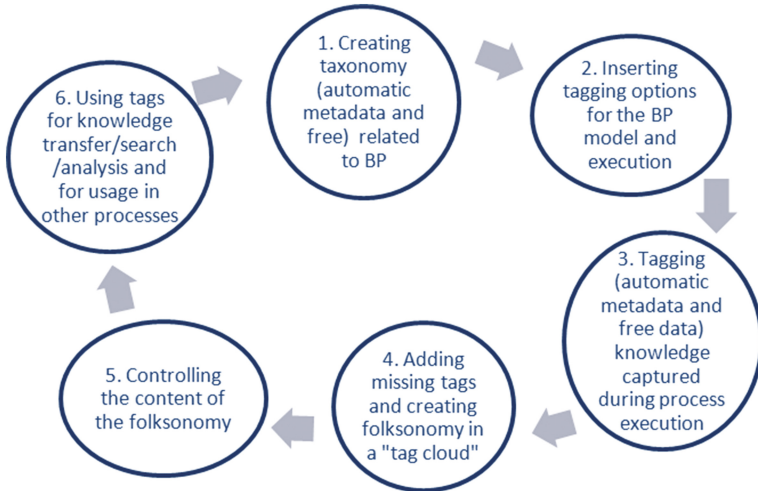 1. Creating
taxonomy
(automatic
metadata and
free) related
to BP
2. Inserting
tagging options
for the BP
model and
execution
3. Tagging
(automatic
metadata and
free data)
knowledge
captured
during process
execution
4. Adding
missing tags
and creating
folksonomy in
a "tag cloud"
5. Controlling
the content of
the folksonomy
6. Using tags
for knowledge
transfer/search
/analysis and
for usage in
other processes